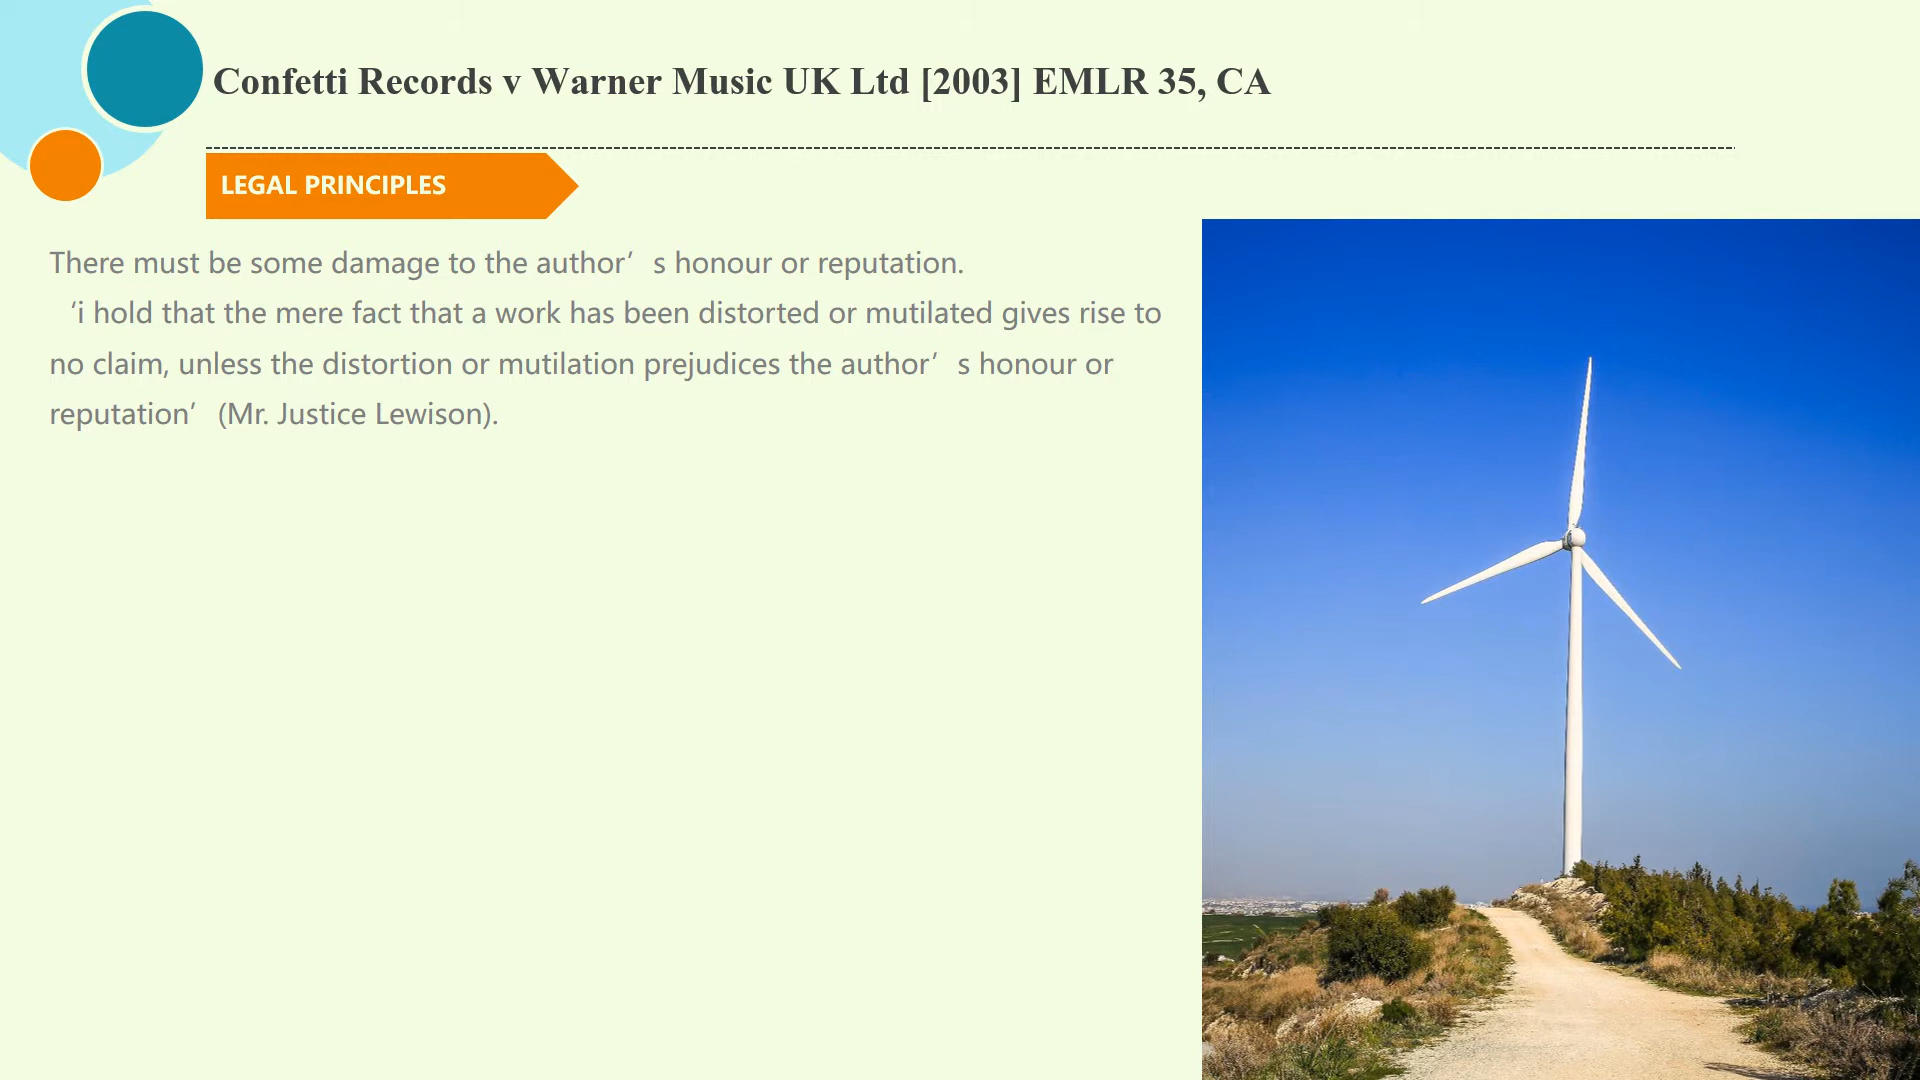 Confetti Records v Warner Music UK Ltd [2003] EMLR 35, CA
LEGAL PRINCIPLES
There must be some damage to the author’s honour or reputation.
‘i hold that the mere fact that a work has been distorted or mutilated gives rise to
no claim, unless the distortion or mutilation prejudices the author’s honour or
reputation’ (Mr. Justice Lewison).